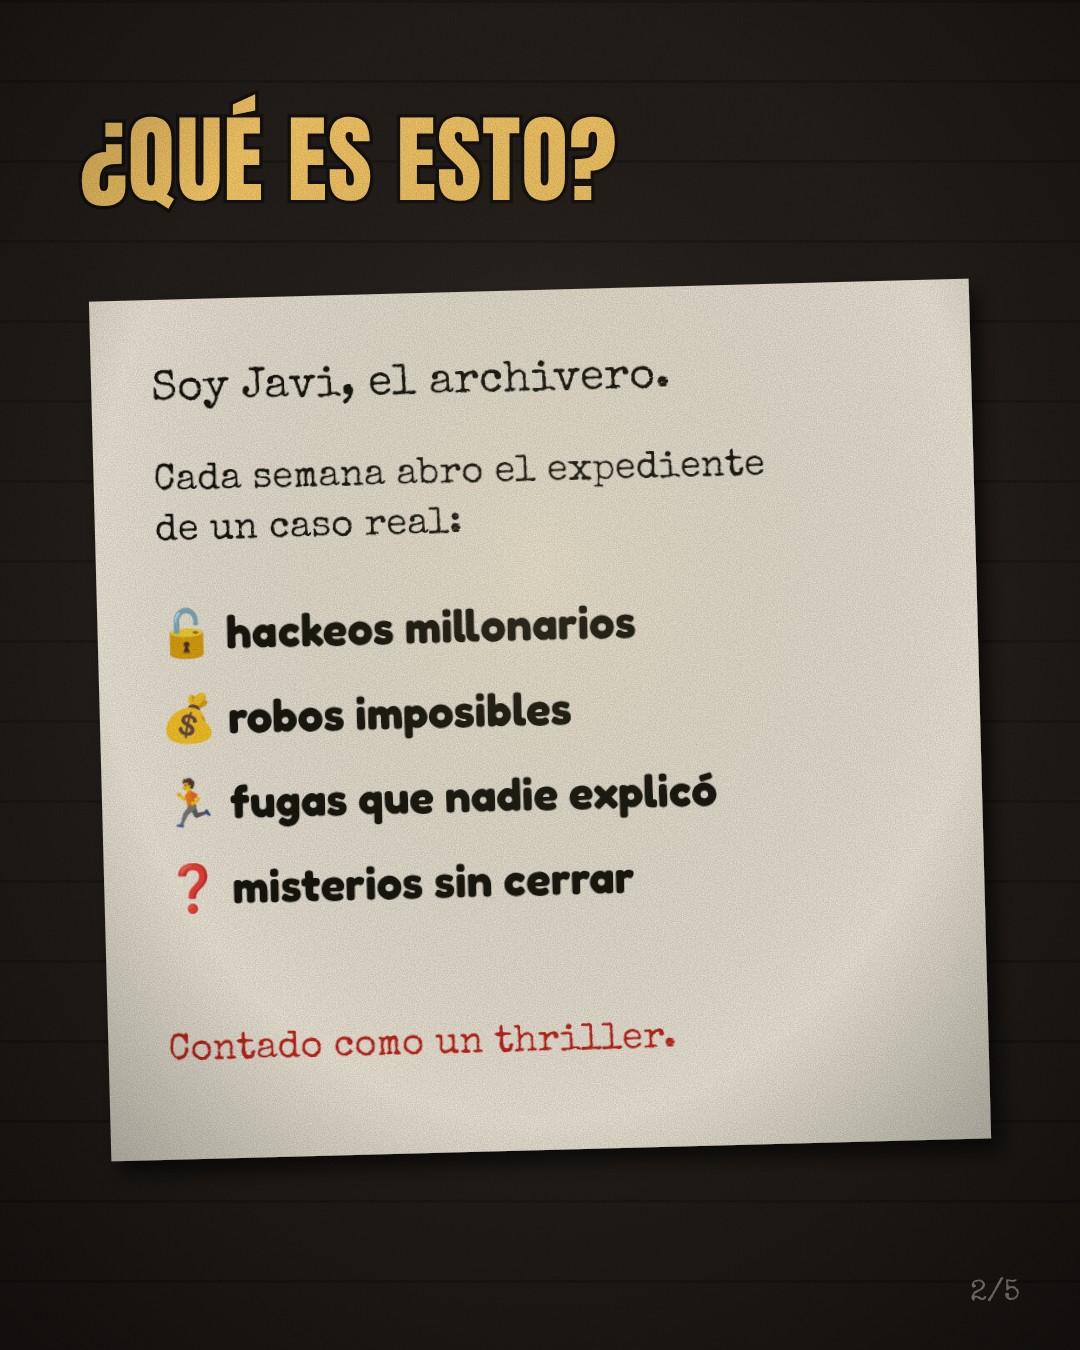 ¿QUÉ ES ESTO?
Soy Javi, el archivero.
Cada semana abro el expediente
de un caso real:
🔓 hackeos millonarios
💰 robos imposibles
🏃 fugas que nadie explicó
❓ misterios sin cerrar
Contado como un thriller.
2/5